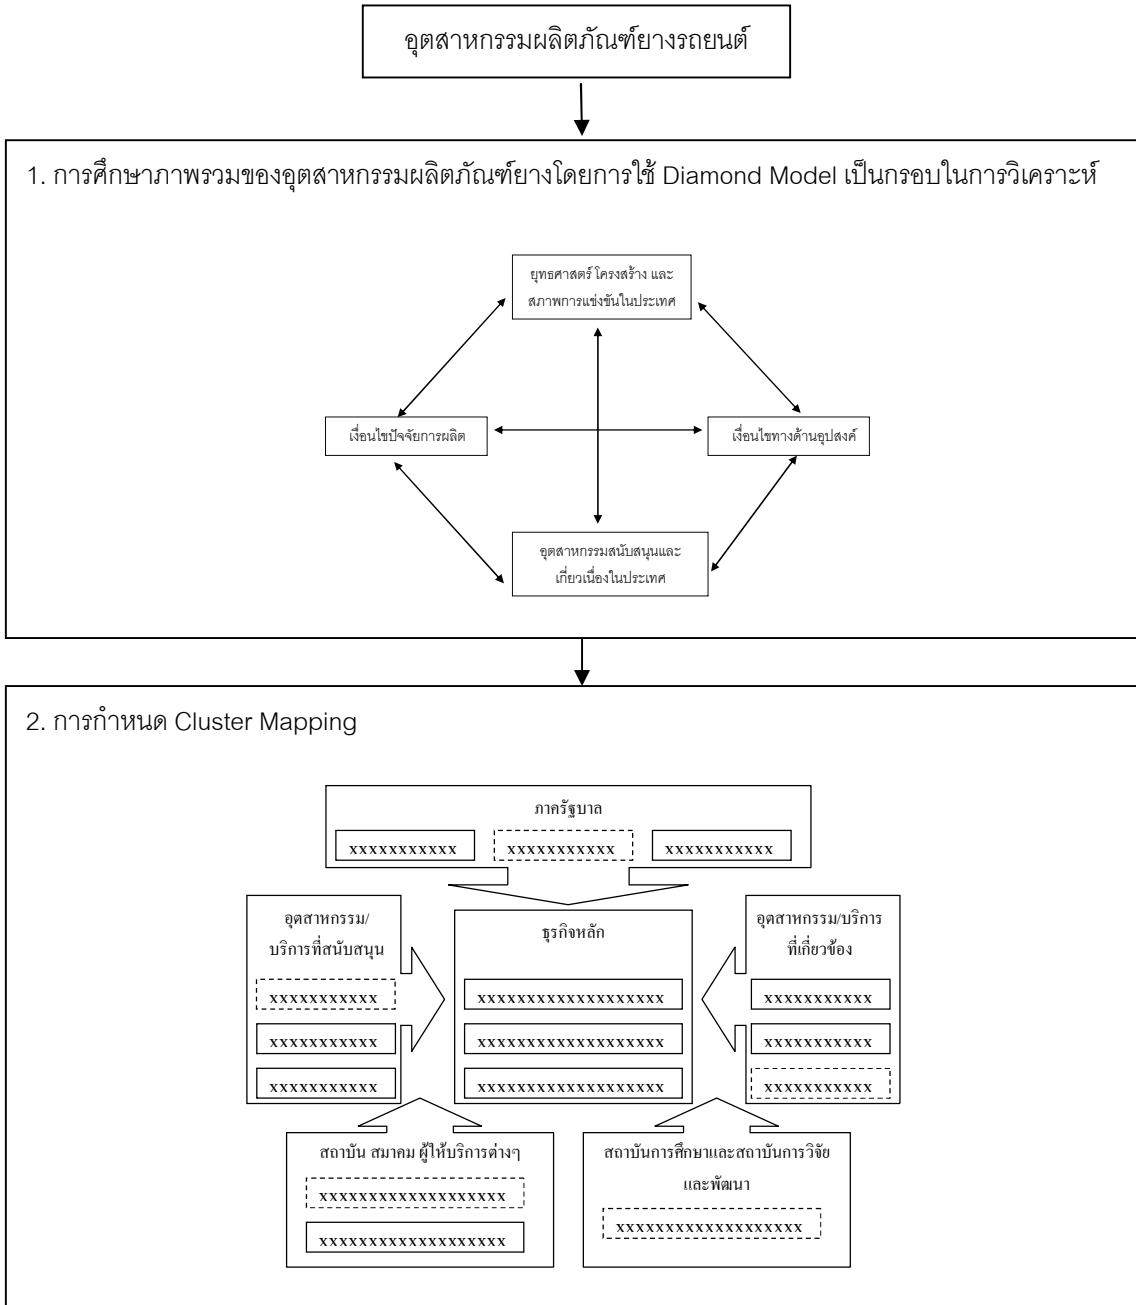 อุตสาหกรรมผลิตภัณฑ์ยางรถยนต์
1. การศึกษาภาพรวมของอุตสาหกรรมผลิตภัณฑ์ยางโดยการใช้ Diamond Model เป็นกรอบในการวิเคราะห์
ยุทธศาสตร์ โครงสร้าง และ
สภาพการแข่งขันในประเทศ
เงื่อนไขปัจจัยการผลิต
เงื่อนไขทางด้านอุปสงค์
อุตสาหกรรมสนับสนุนและ
เกี่ยวเนื่องในประเทศ
2. การกำหนด Cluster Mapping
ภาครัฐบาล
xxxxxxxxxxx
xxxxxxxxxxx
xxxxxxxxxxx
อุตสาหกรรม/
บริการที่สนับสนุน
xxxxxxxxxxx
xxxxxxxxxxx
xxxxxxxxxxx
ธุรกิจหลัก
xxxxxxxxxxxxxxxxxxx
xxxxxxxxxxxxxxxxxxx
xxxxxxxxxxxxxxxxxxx
อุตสาหกรรม/บริการ
ที่เกี่ยวข้อง
xxxxxxxxxxx
xxxxxxxxxxx
xxxxxxxxxxx
สถาบัน สมาคม ผู้ให้บริการต่างๆ
xxxxxxxxxxxxxxxxxxx
xxxxxxxxxxxxxxxxxxx
สถาบันการศึกษาและสถาบันการวิจัย
และพัฒนา
xxxxxxxxxxxxxxxxxxx